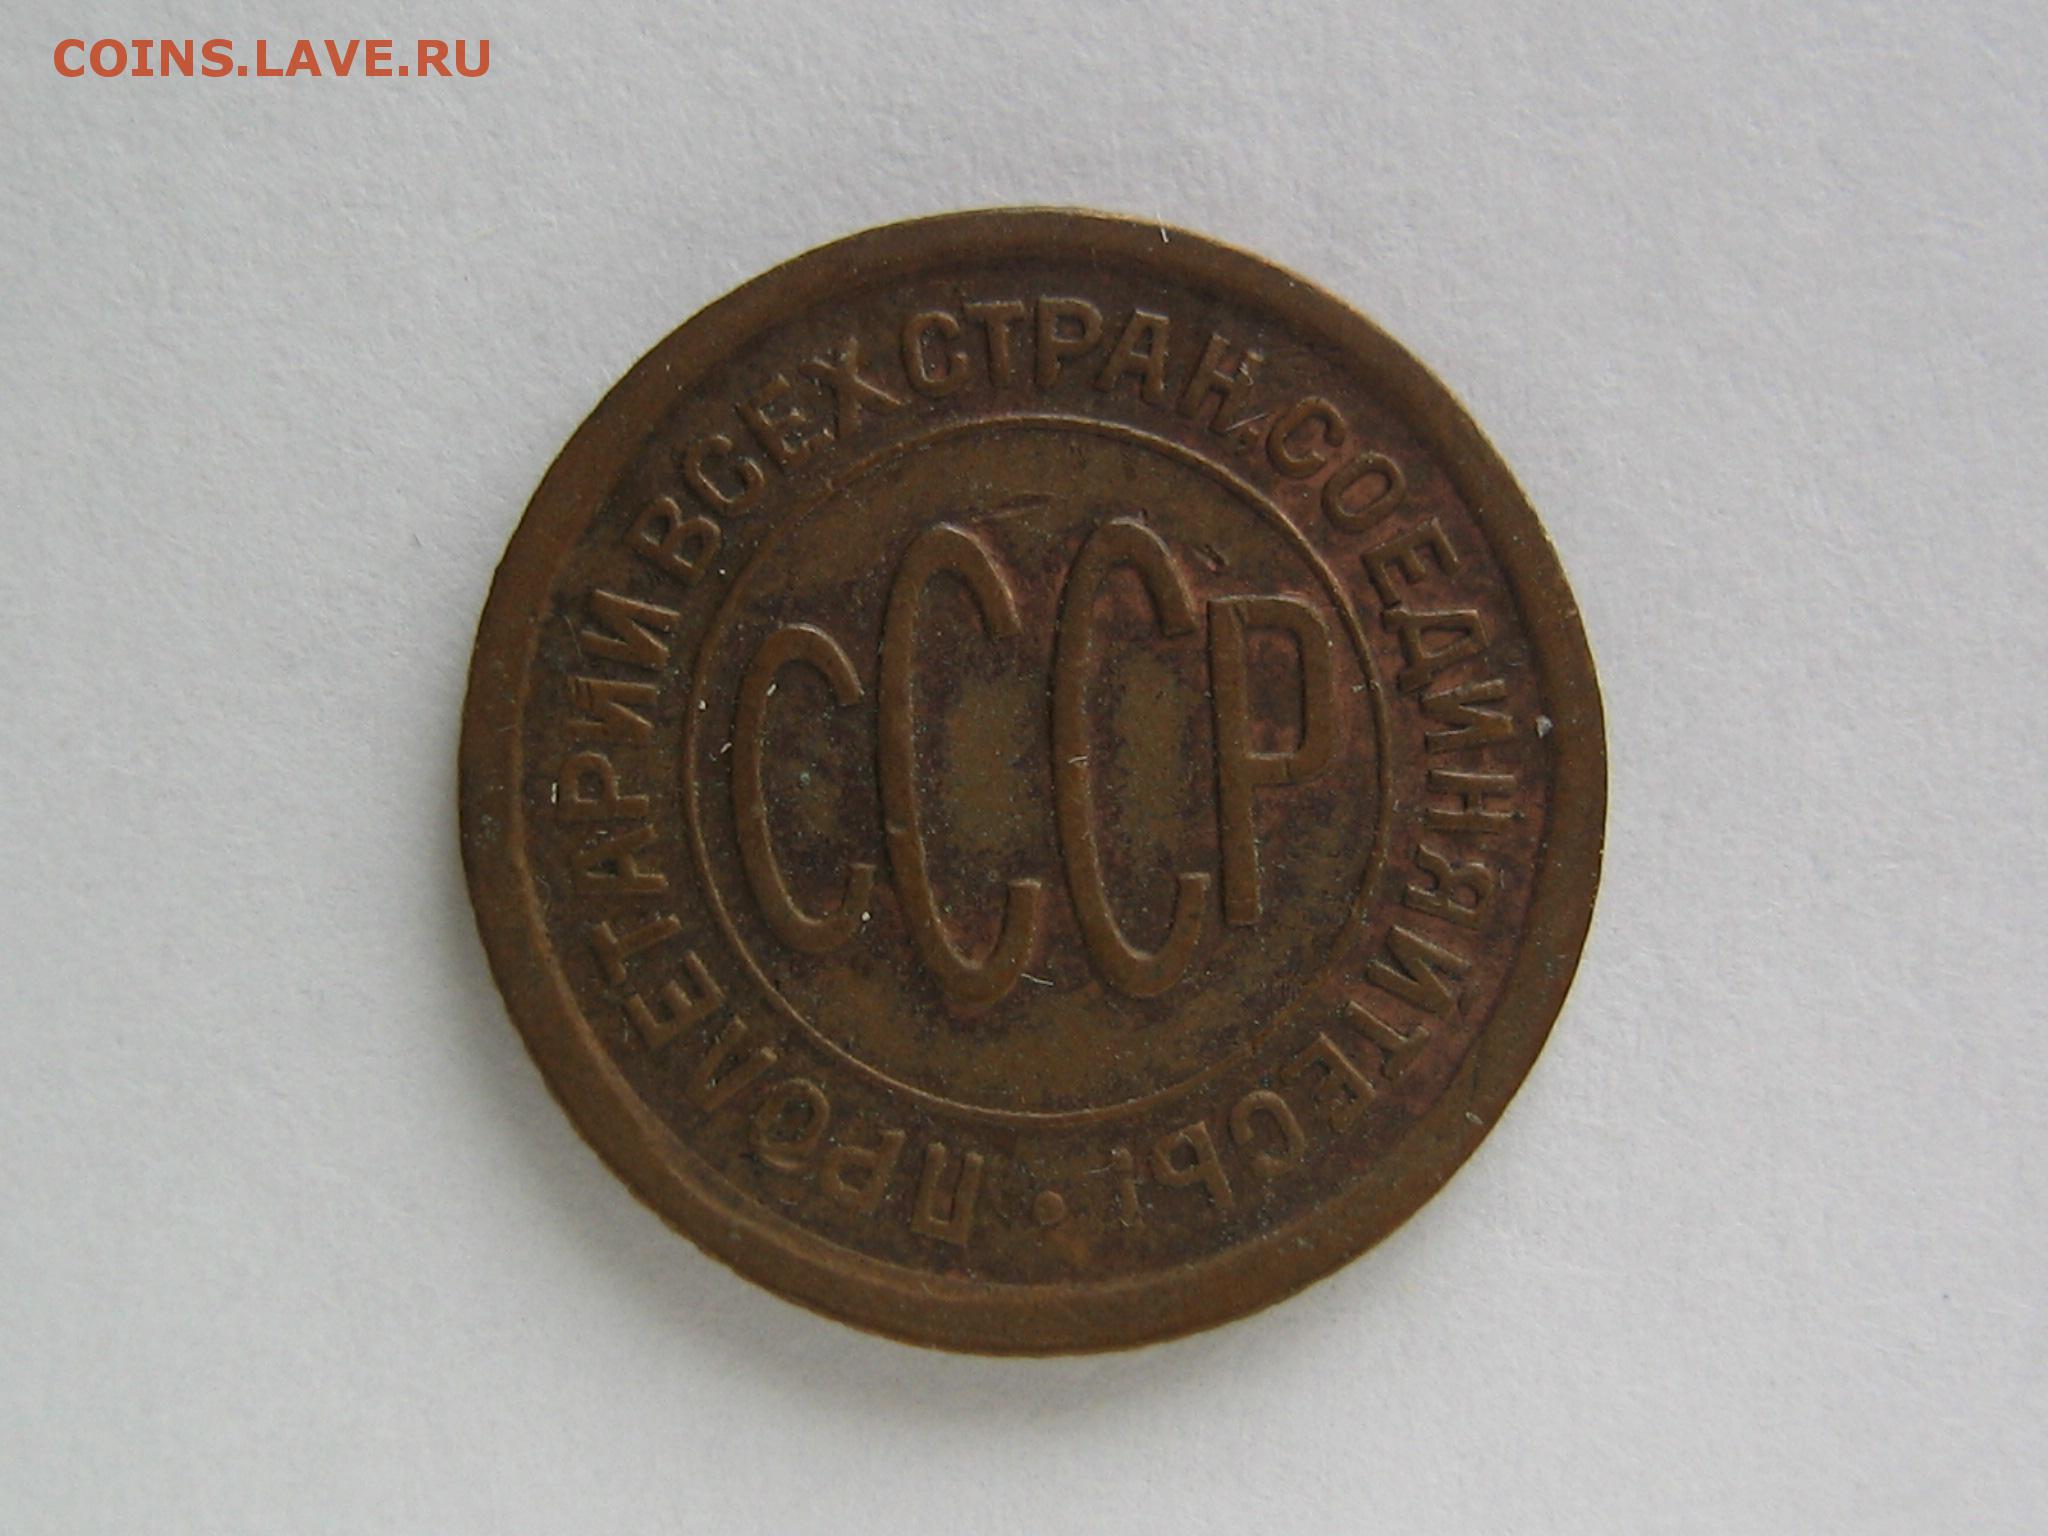 COINS.LAVE.RU
ПРОЛЕТАРИИ ВСЕХ СТРАН, СОЕДИНЯЙТЕСЬ! •
СССР